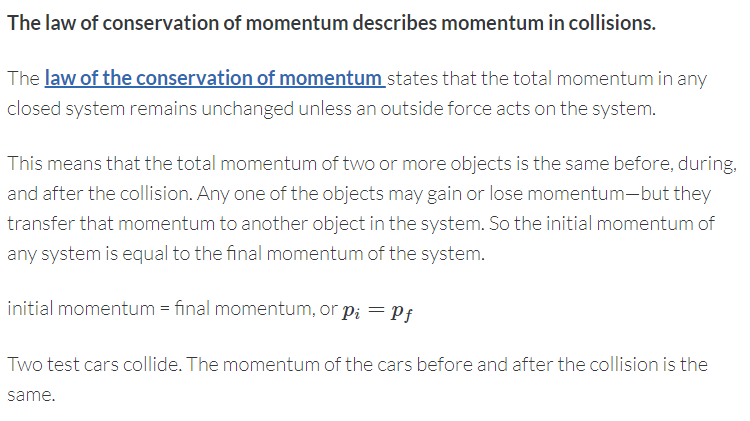 The law of conservation of momentum describes momentum in collisions.
The law of the conservation of momentum states that the total momentum in any
closed system remains unchanged unless an outside force acts on the system.
This means that the total momentum of two or more objects is the same before, during,
and after the collision. Any one of the objects may gain or lose momentum—but they
transfer that momentum to another object in the system. So the initial momentum of
any system is equal to the final momentum of the system.
initial momentum = final momentum, or pᵢ = p_f
Two test cars collide. The momentum of the cars before and after the collision is the
same.